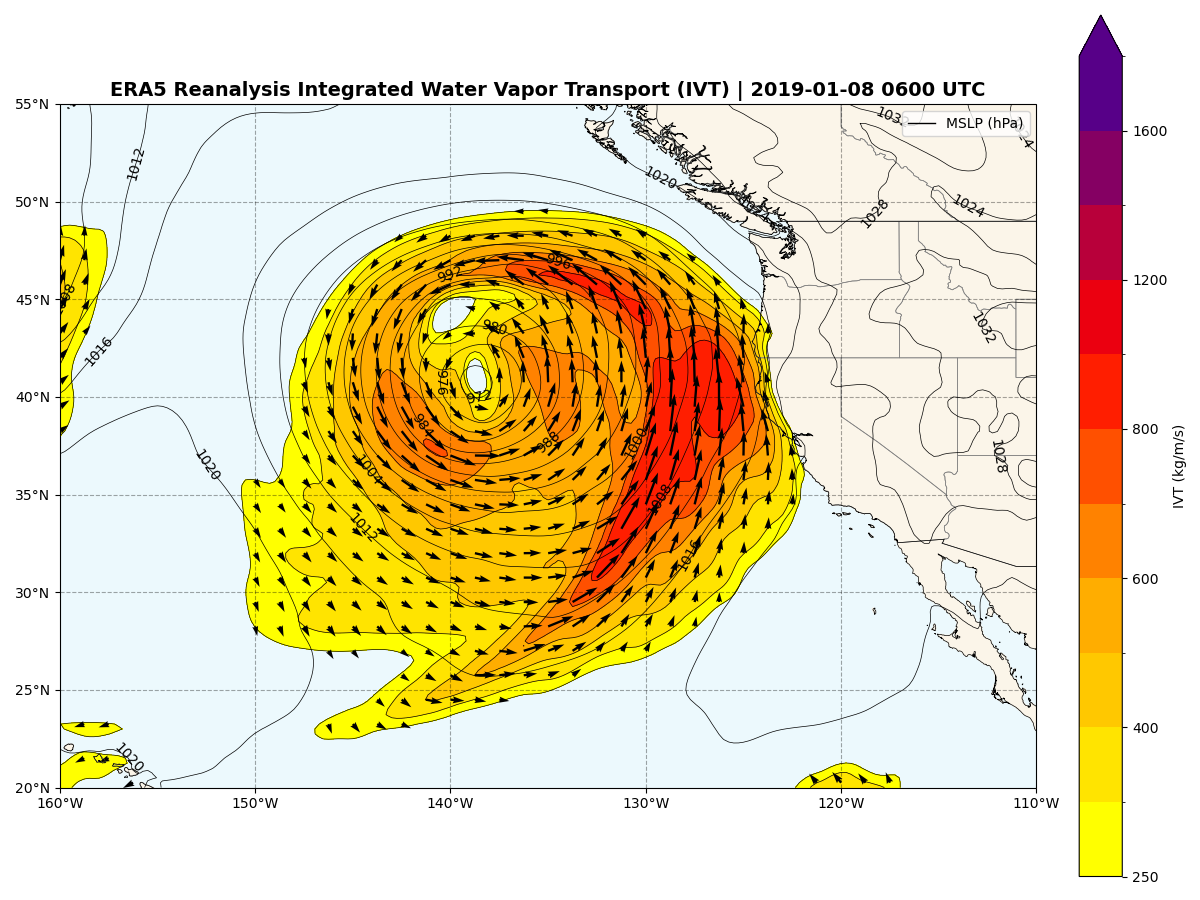 ERA5 Reanalysis Integrated Water Vapor Transport (IVT) | 2019-01-08 0600 UTC
55°N
50°N
45°N
40°N
35°N
30°N
25°N
20°N
160°W
150°W
140°W
130°W
120°W
110°W
MSLP (hPa)
1012
1016
1020
1020
1020
1028
1024
1032
1028
992
996
980
976
972
984
988
1000
1004
1008
1012
1016
1600
1200
800
600
400
250
IVT (kg/m/s)